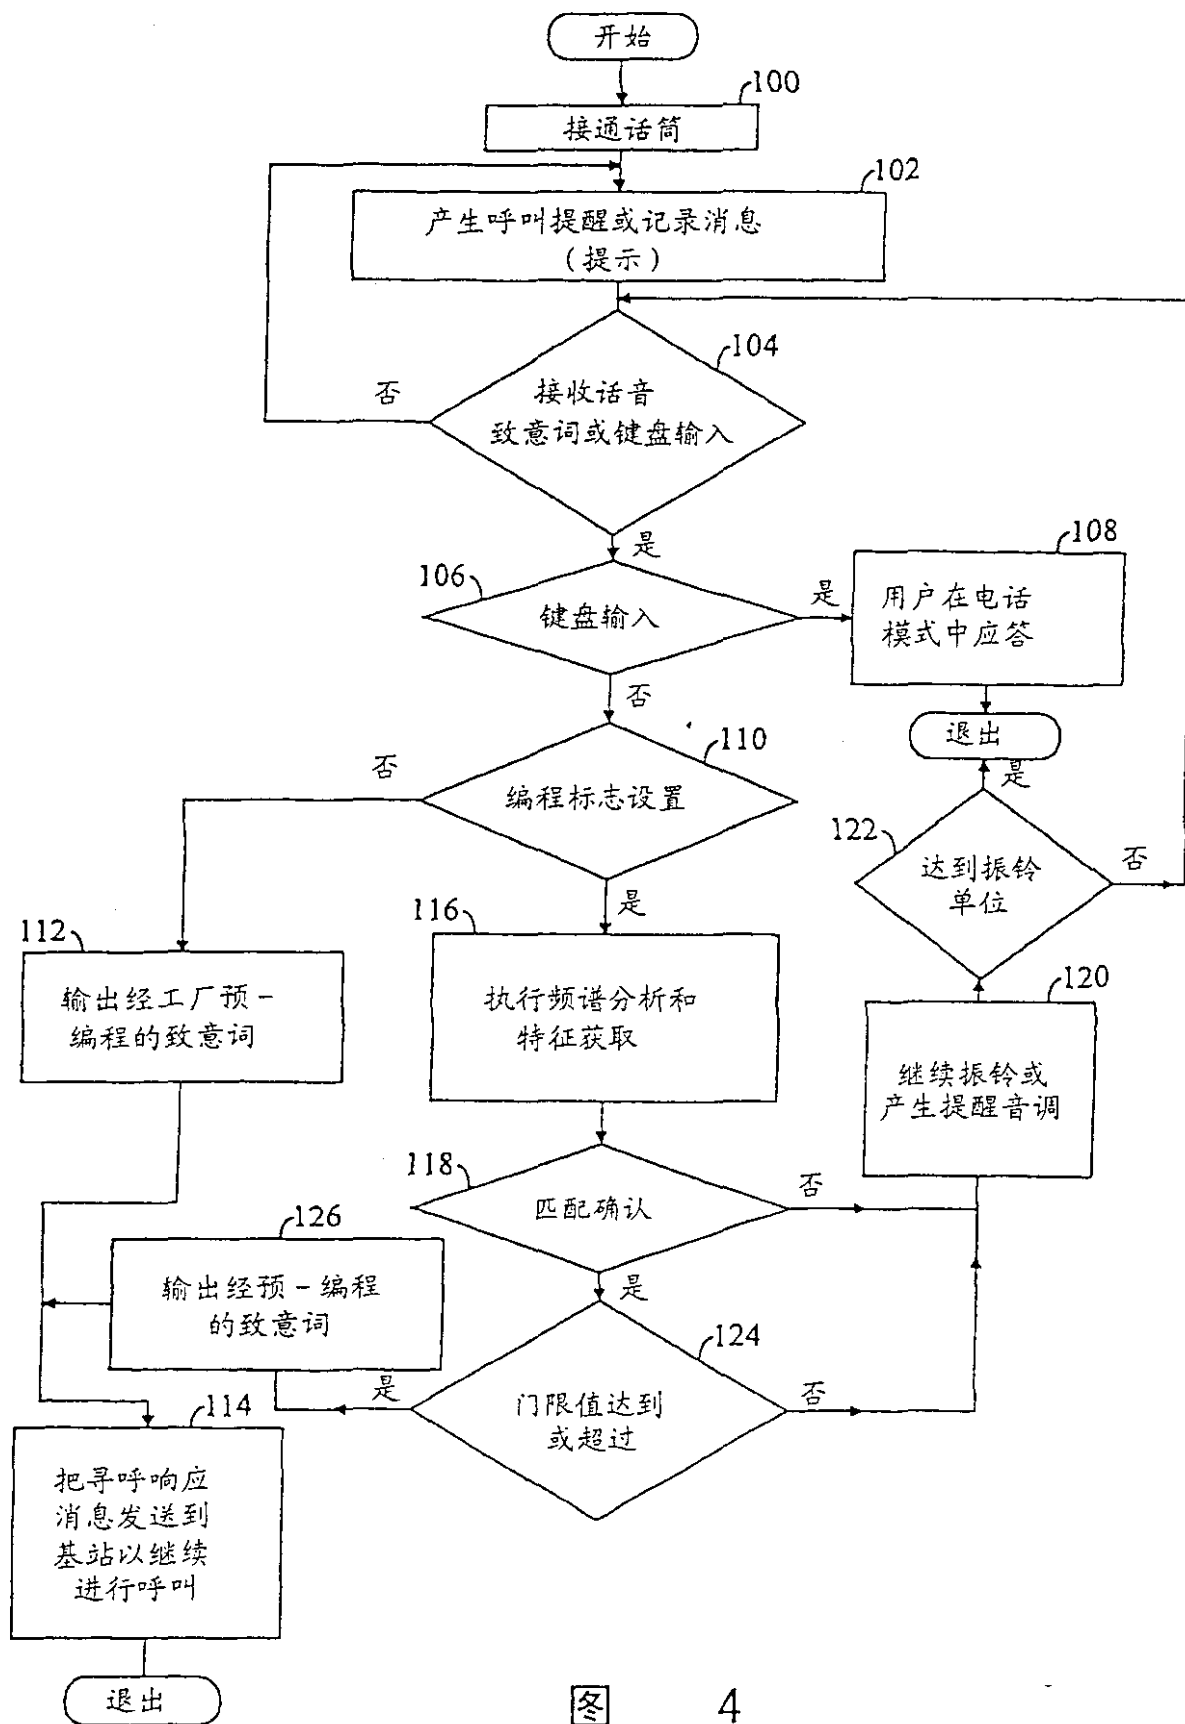 开始
100
接通话筒
102
产生呼叫提醒或记录消息
(提示)
104
接收话音
致意词或键盘输入
否
是
106
键盘输入
是
108
用户在电话
模式中应答
否
退出
110
编程标志设置
否
是
是
122
达到振铃
单位
否
112
输出经工厂预-
编程的致意词
116
执行频谱分析和
特征获取
120
继续振铃或
产生提醒音调
118
匹配确认
否
是
126
输出经预-编程
的致意词
124
门限值达到
或超过
是
否
114
把寻呼响应
消息发送到
基站以继续
进行呼叫
退出
图 4